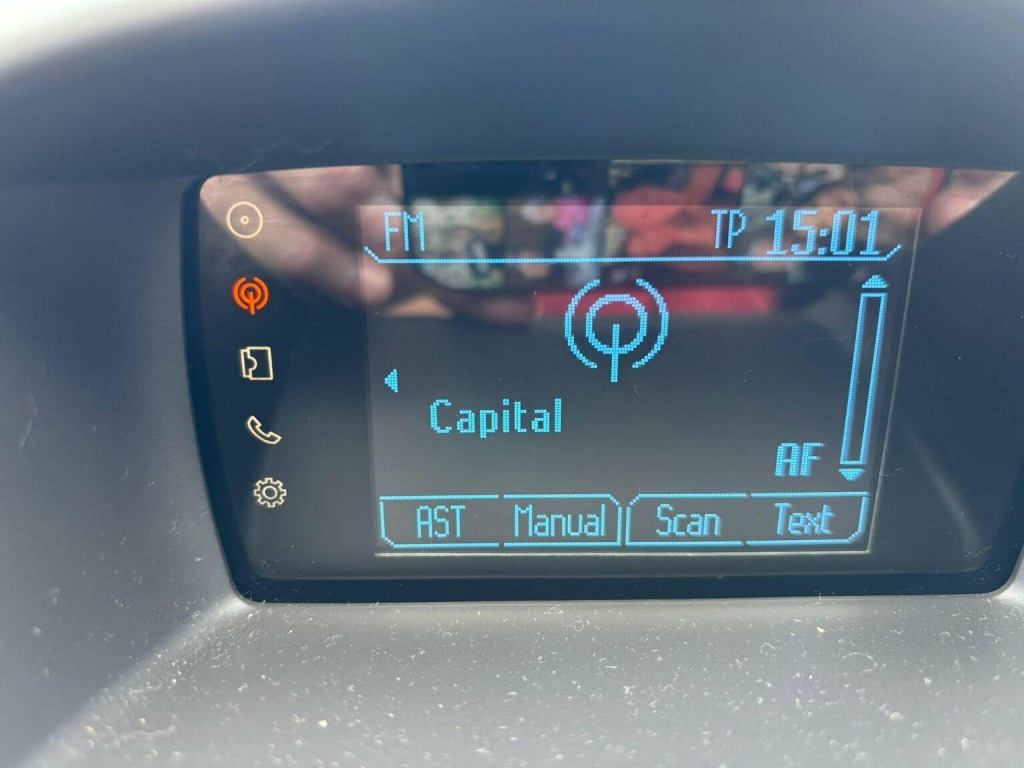 FM TP 15:01
Capital
AF
AST Manual Scan Text